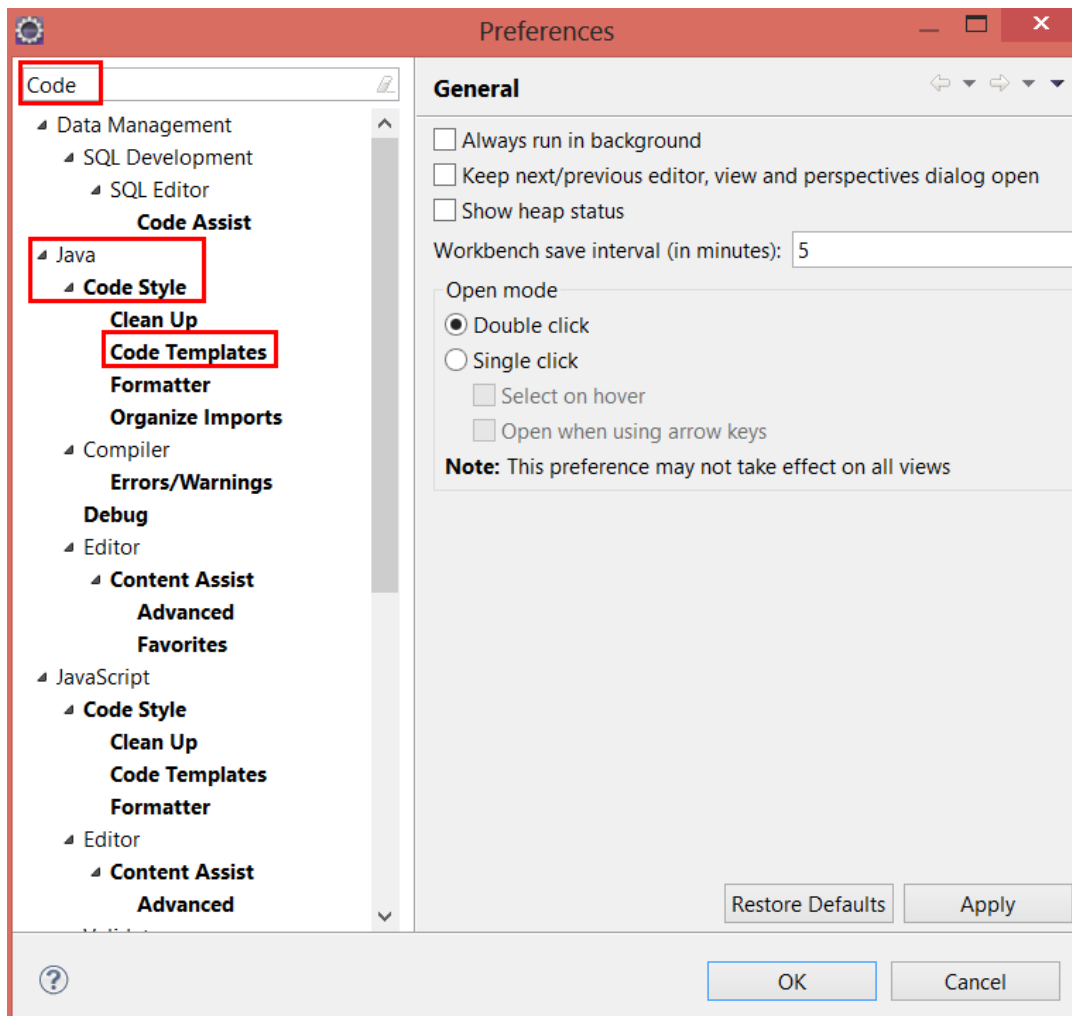 Preferences
Code
Data Management
SQL Development
SQL Editor
Code Assist
Java
Code Style
Clean Up
Code Templates
Formatter
Organize Imports
Compiler
Errors/Warnings
Debug
Editor
Content Assist
Advanced
Favorites
JavaScript
Code Style
Clean Up
Code Templates
Formatter
Editor
Content Assist
Advanced
General
Always run in background
Keep next/previous editor, view and perspectives dialog open
Show heap status
Workbench save interval (in minutes): 5
Open mode
Double click
Single click
Select on hover
Open when using arrow keys
Note: This preference may not take effect on all views
Restore Defaults Apply
OK Cancel